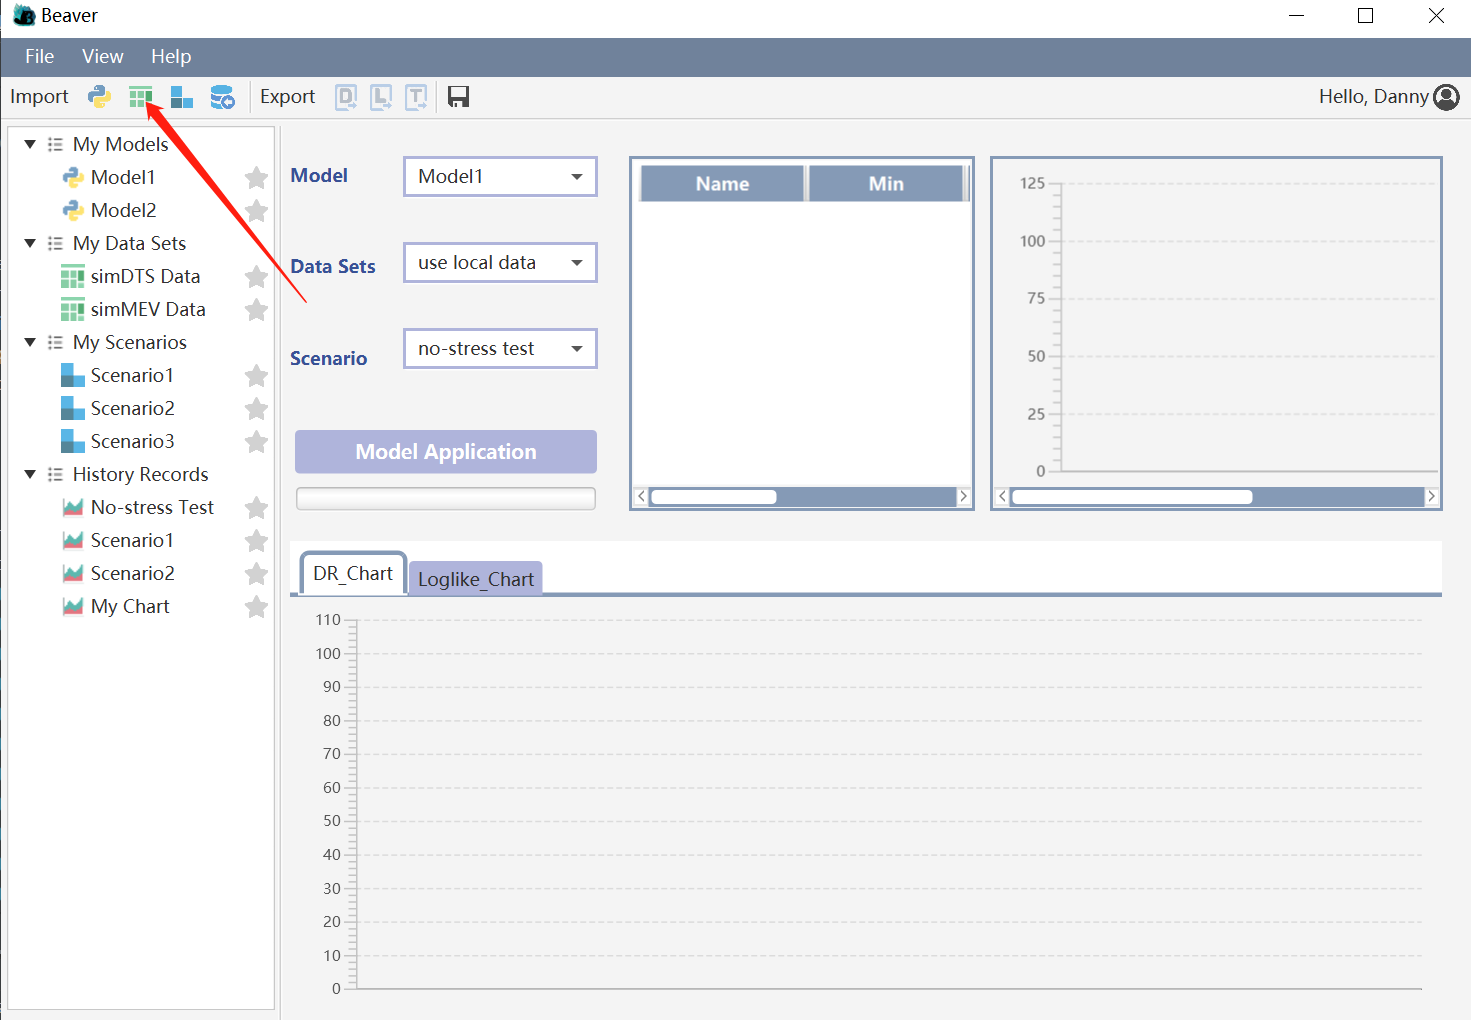 Beaver
File View Help
Import Export D L T Hello, Danny
My Models
Model1
Model2
My Data Sets
simDTS Data
simMEV Data
My Scenarios
Scenario1
Scenario2
Scenario3
History Records
No-stress Test
Scenario1
Scenario2
My Chart
Model Model1
Data Sets use local data
Scenario no-stress test
Model Application
Name Min
125
100
75
50
25
0
DR_Chart Loglike_Chart
110
100
90
80
70
60
50
40
30
20
10
0